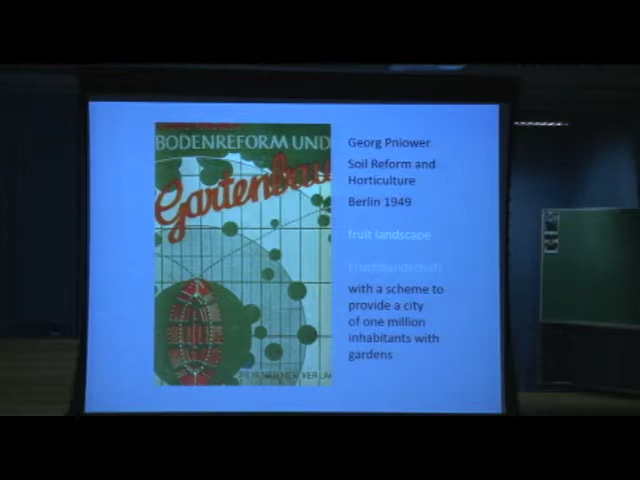 BODENREFORM UND
Gartenbau
Georg Pniower
Soil Reform and
Horticulture
Berlin 1949
fruit landscape
Fruchtlandschaft
with a scheme to
provide a city
of one million
inhabitants with
gardens